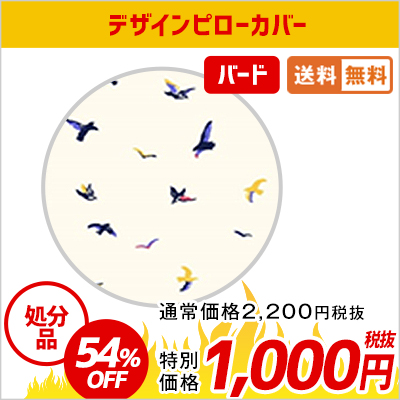 デザインピローカバー
バード
送料無料
処分品
通常価格2,200円税抜
54%OFF
特別価格1,000円税抜